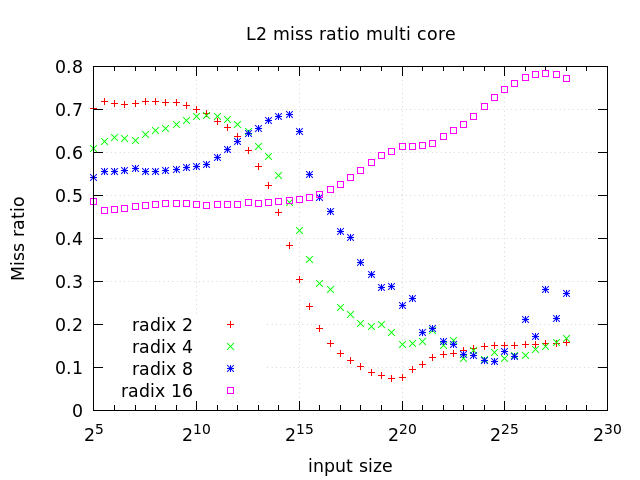 L2 miss ratio multi core
0.8
0.7
0.6
0.5
0.4
0.3
0.2
0.1
0
Miss ratio
radix 2
radix 4
radix 8
radix 16
2^5 2^10 2^15 2^20 2^25 2^30
input size